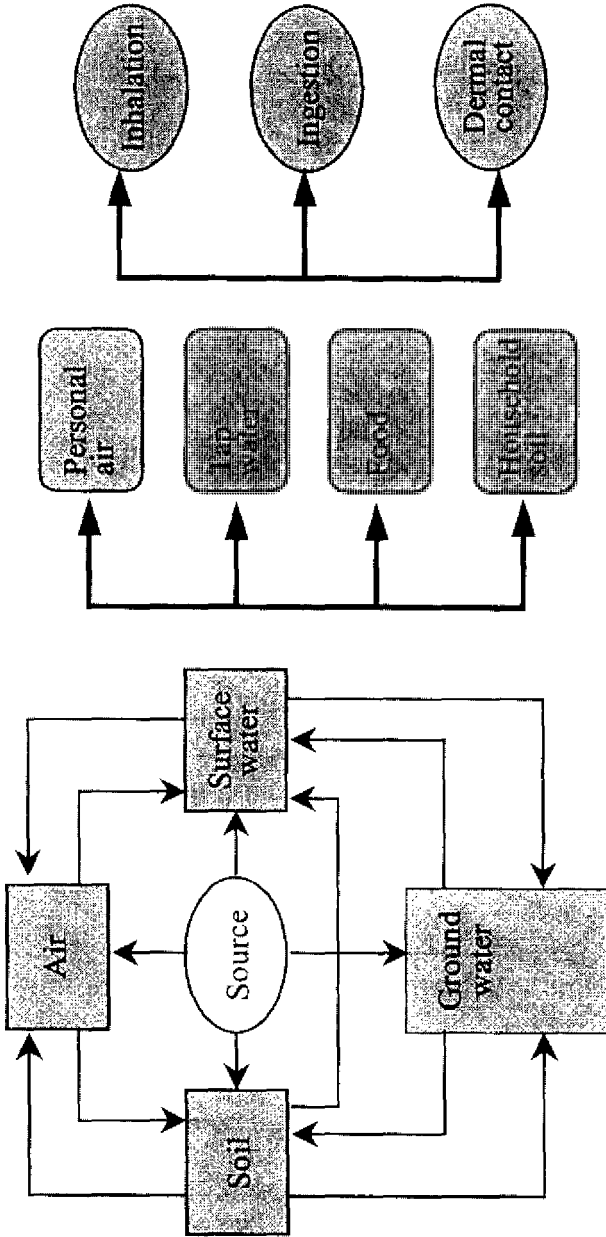 Air
Soil
Source
Surface
water
Ground
water
Personal
air
Tap
water
Food
Household
soil
Inhalation
Ingestion
Dermal
contact